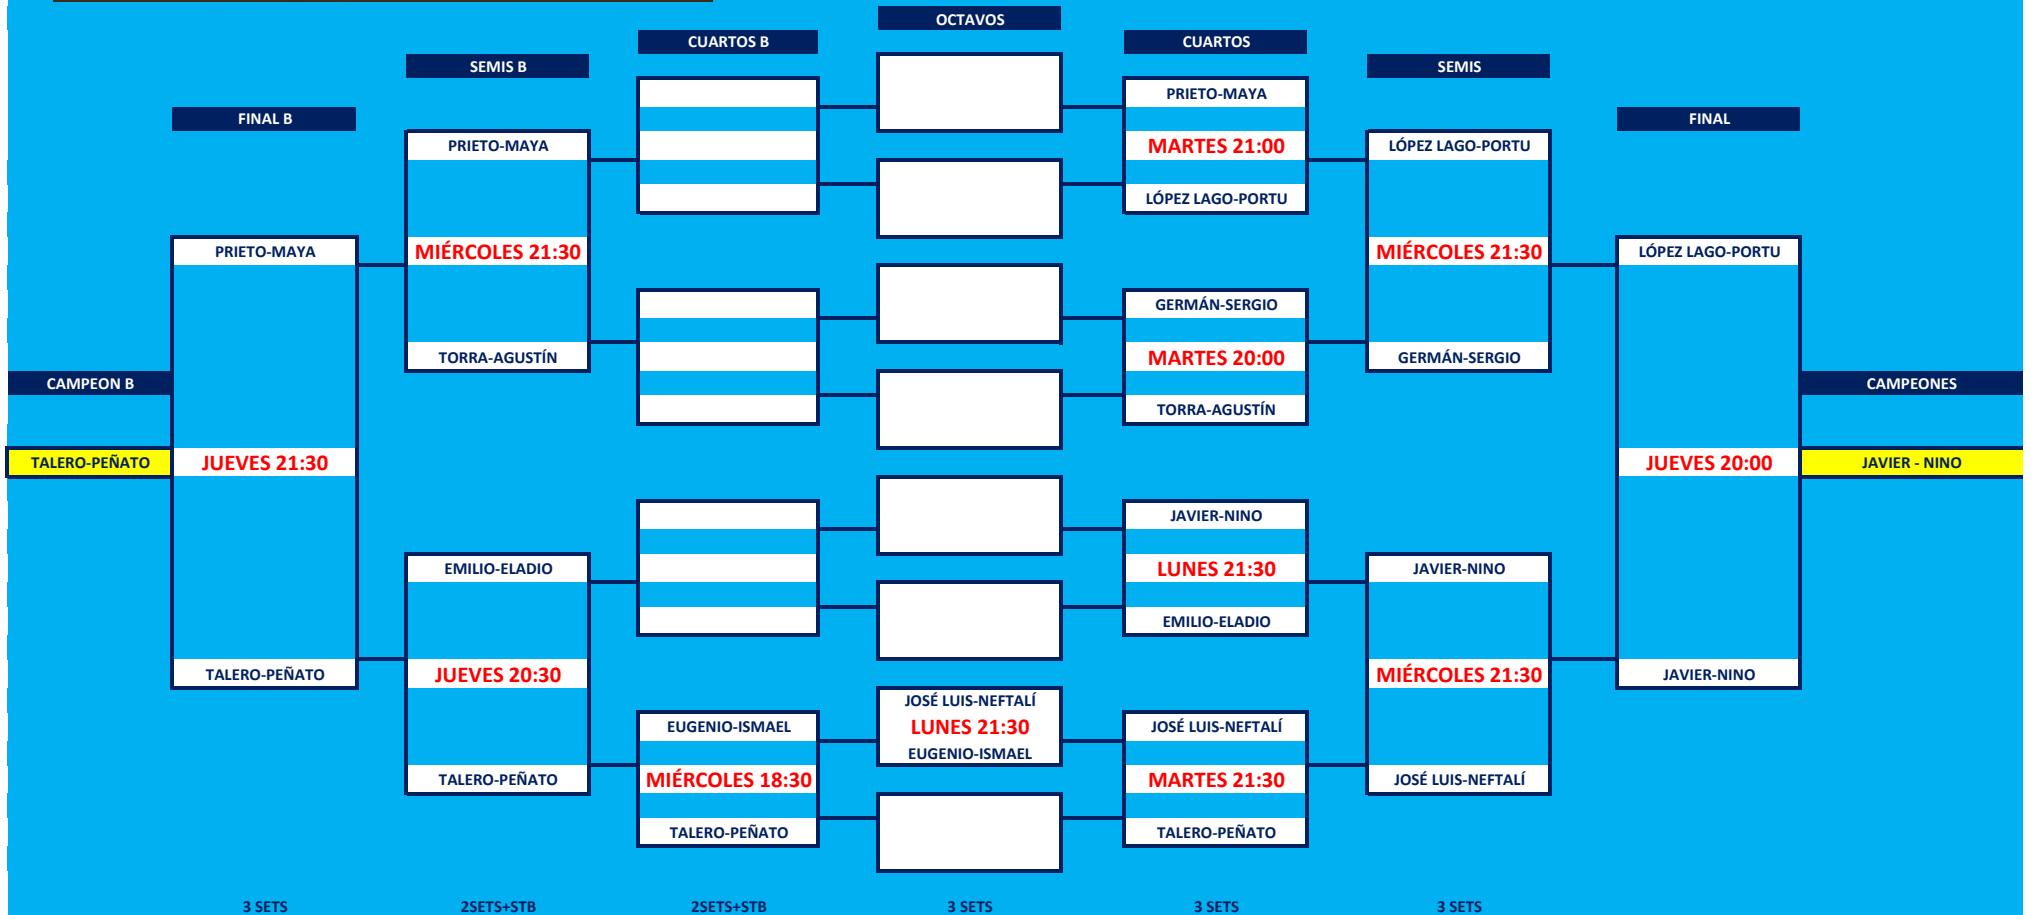 OCTAVOS
CUARTOS B
CUARTOS
SEMIS B
SEMIS
PRIETO-MAYA
FINAL B
FINAL
PRIETO-MAYA
MARTES 21:00
LÓPEZ LAGO-PORTU
LÓPEZ LAGO-PORTU
PRIETO-MAYA
MIÉRCOLES 21:30
MIÉRCOLES 21:30
LÓPEZ LAGO-PORTU
GERMÁN-SERGIO
TORRA-AGUSTÍN
MARTES 20:00
GERMÁN-SERGIO
CAMPEON B
CAMPEONES
TORRA-AGUSTÍN
TALERO-PEÑATO
JUEVES 21:30
JUEVES 20:00
JAVIER - NINO
JAVIER-NINO
EMILIO-ELADIO
LUNES 21:30
JAVIER-NINO
EMILIO-ELADIO
TALERO-PEÑATO
JUEVES 20:30
MIÉRCOLES 21:30
JAVIER-NINO
JOSÉ LUIS-NEFTALÍ
EUGENIO-ISMAEL
LUNES 21:30
JOSÉ LUIS-NEFTALÍ
EUGENIO-ISMAEL
TALERO-PEÑATO
MIÉRCOLES 18:30
MARTES 21:30
JOSÉ LUIS-NEFTALÍ
TALERO-PEÑATO
TALERO-PEÑATO
3 SETS
2SETS+STB
2SETS+STB
3 SETS
3 SETS
3 SETS